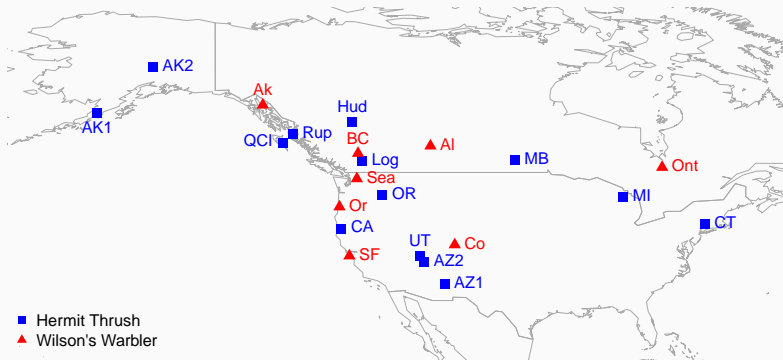 AK2
AK1
Ak
Hud
QCI
Rup
BC
Al
Log
MB
Ont
Sea
OR
MI
Or
CA
CT
UT
Co
SF
AZ2
AZ1
Hermit Thrush
Wilson's Warbler